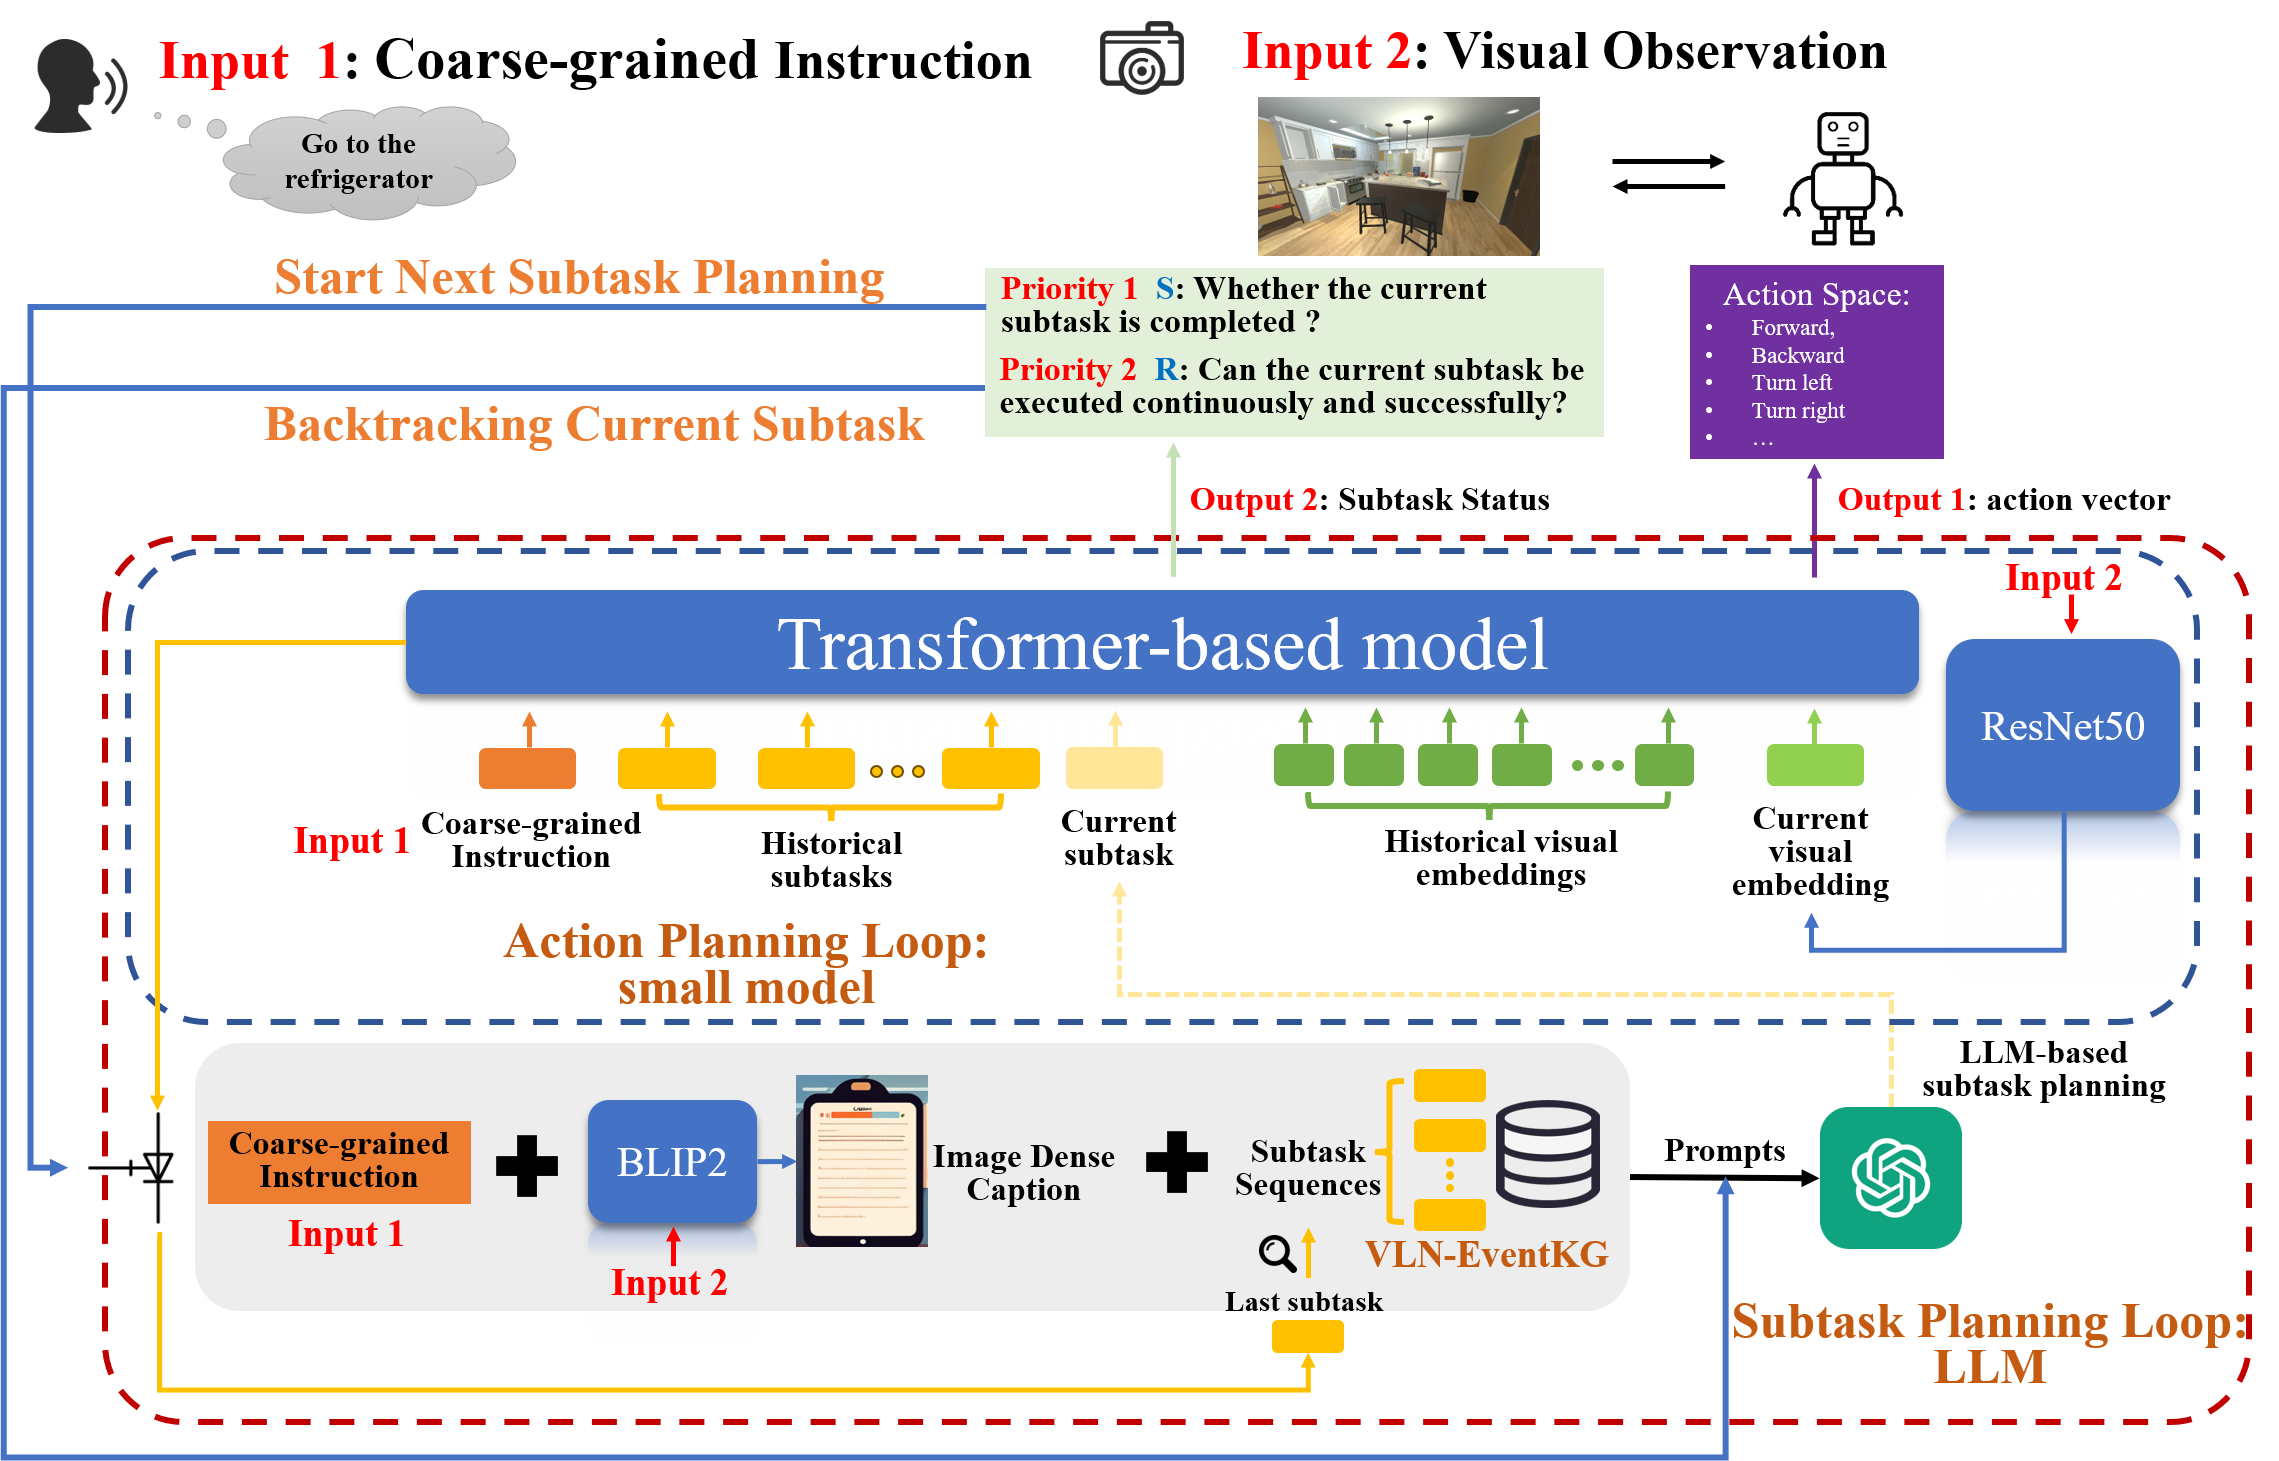 Input 1: Coarse-grained Instruction
Input 2: Visual Observation
Go to the
refrigerator
Start Next Subtask Planning
Backtracking Current Subtask
Priority 1 S: Whether the current
subtask is completed ?
Priority 2 R: Can the current subtask be
executed continuously and successfully?
Action Space:
• Forward,
• Backward
• Turn left
• Turn right
• …
Output 2: Subtask Status
Output 1: action vector
Input 2
Transformer-based model
ResNet50
Input 1
Coarse-grained
Instruction
Historical
subtasks
Current
subtask
Historical visual
embeddings
Current
visual
embedding
Action Planning Loop:
small model
LLM-based
subtask planning
Coarse-grained
Instruction
Input 1
BLIP2
Input 2
Image Dense
Caption
Subtask
Sequences
VLN-EventKG
Last subtask
Prompts
Subtask Planning Loop:
LLM